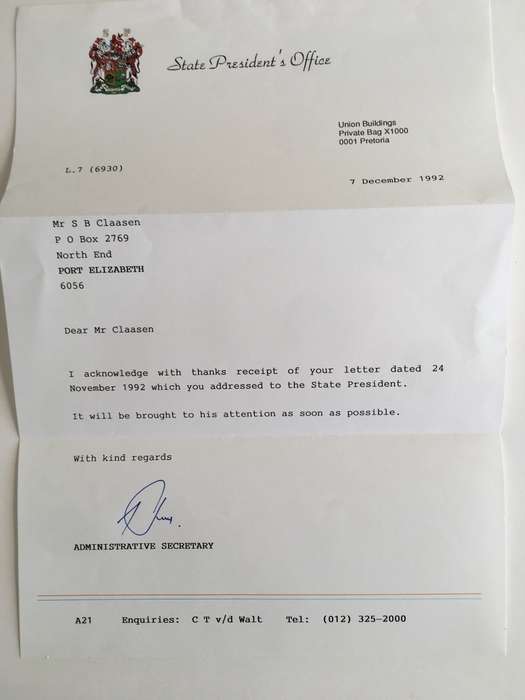 State President's Office
Union Buildings
Private Bag X1000
0001 Pretoria
L.7 (6930)
7 December 1992
Mr S B Claasen
P O Box 2769
North End
PORT ELIZABETH
6056
Dear Mr Claasen
I acknowledge with thanks receipt of your letter dated 24
November 1992 which you addressed to the State President.
It will be brought to his attention as soon as possible.
With kind regards
ADMINISTRATIVE SECRETARY
A21 Enquiries: C T v/d Walt Tel: (012) 325-2000